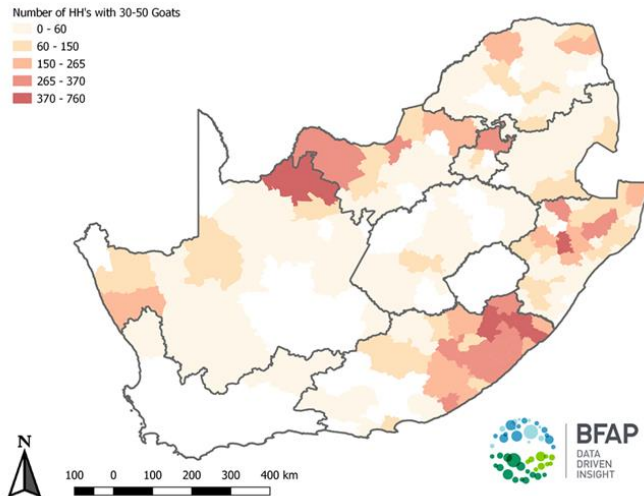 Number of HH's with 30-50 Goats
0 - 60
60 - 150
150 - 265
265 - 370
370 - 760
BFAP
DATA
DRIVEN
INSIGHT
N
100 0 100 200 300 400 km